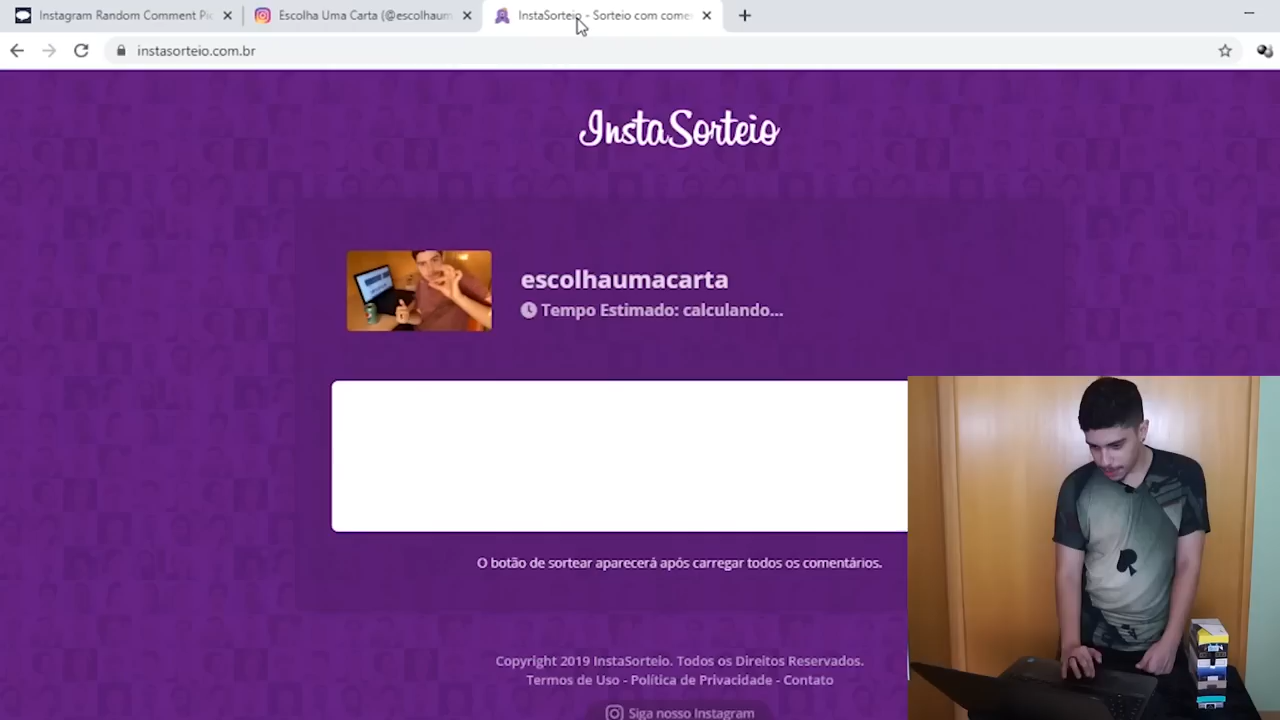 Instagram Random Comment Pic
Escolha Uma Carta (@escolhaum
InstaSorteio - Sorteio com come
instasorteio.com.br
InstaSorteio
escolhaumacarta
Tempo Estimado: calculando...
O botão de sortear aparecerá após carregar todos os comentários.
Copyright 2019 InstaSorteio. Todos os Direitos Reservados.
Termos de Uso - Política de Privacidade - Contato
Siga nosso Instagram